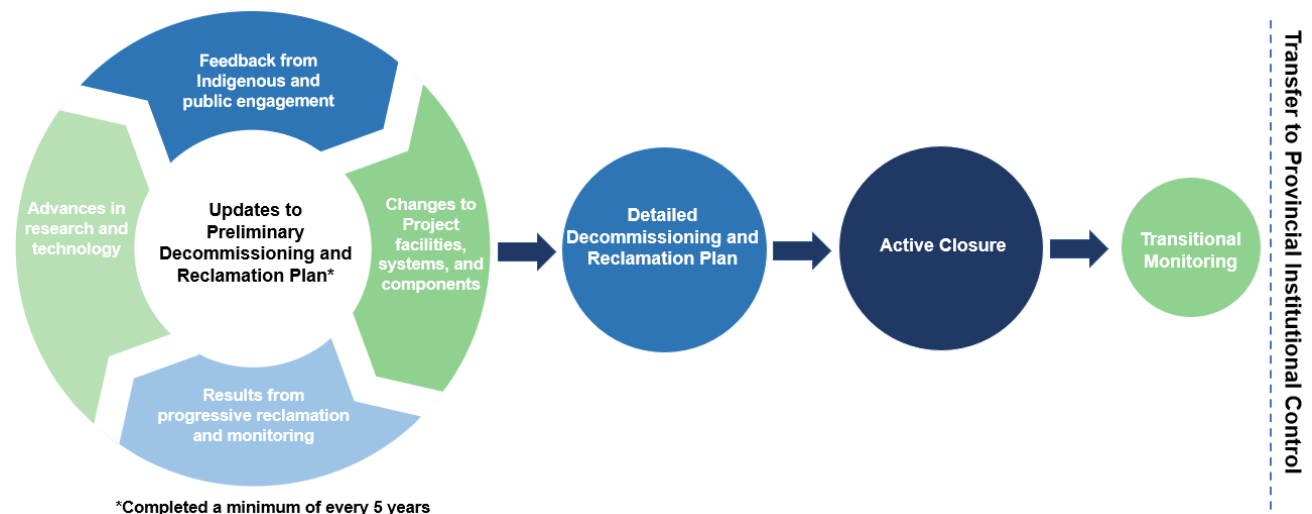 Feedback from
Indigenous and
public engagement
Advances in
research and
technology
Updates to
Preliminary
Decommissioning and
Reclamation Plan*
Changes to
Project
facilities,
systems, and
components
Results from
progressive reclamation
and monitoring
*Completed a minimum of every 5 years
Detailed
Decommissioning and
Reclamation Plan
Active Closure
Transitional
Monitoring
Transfer to Provincial Institutional Control